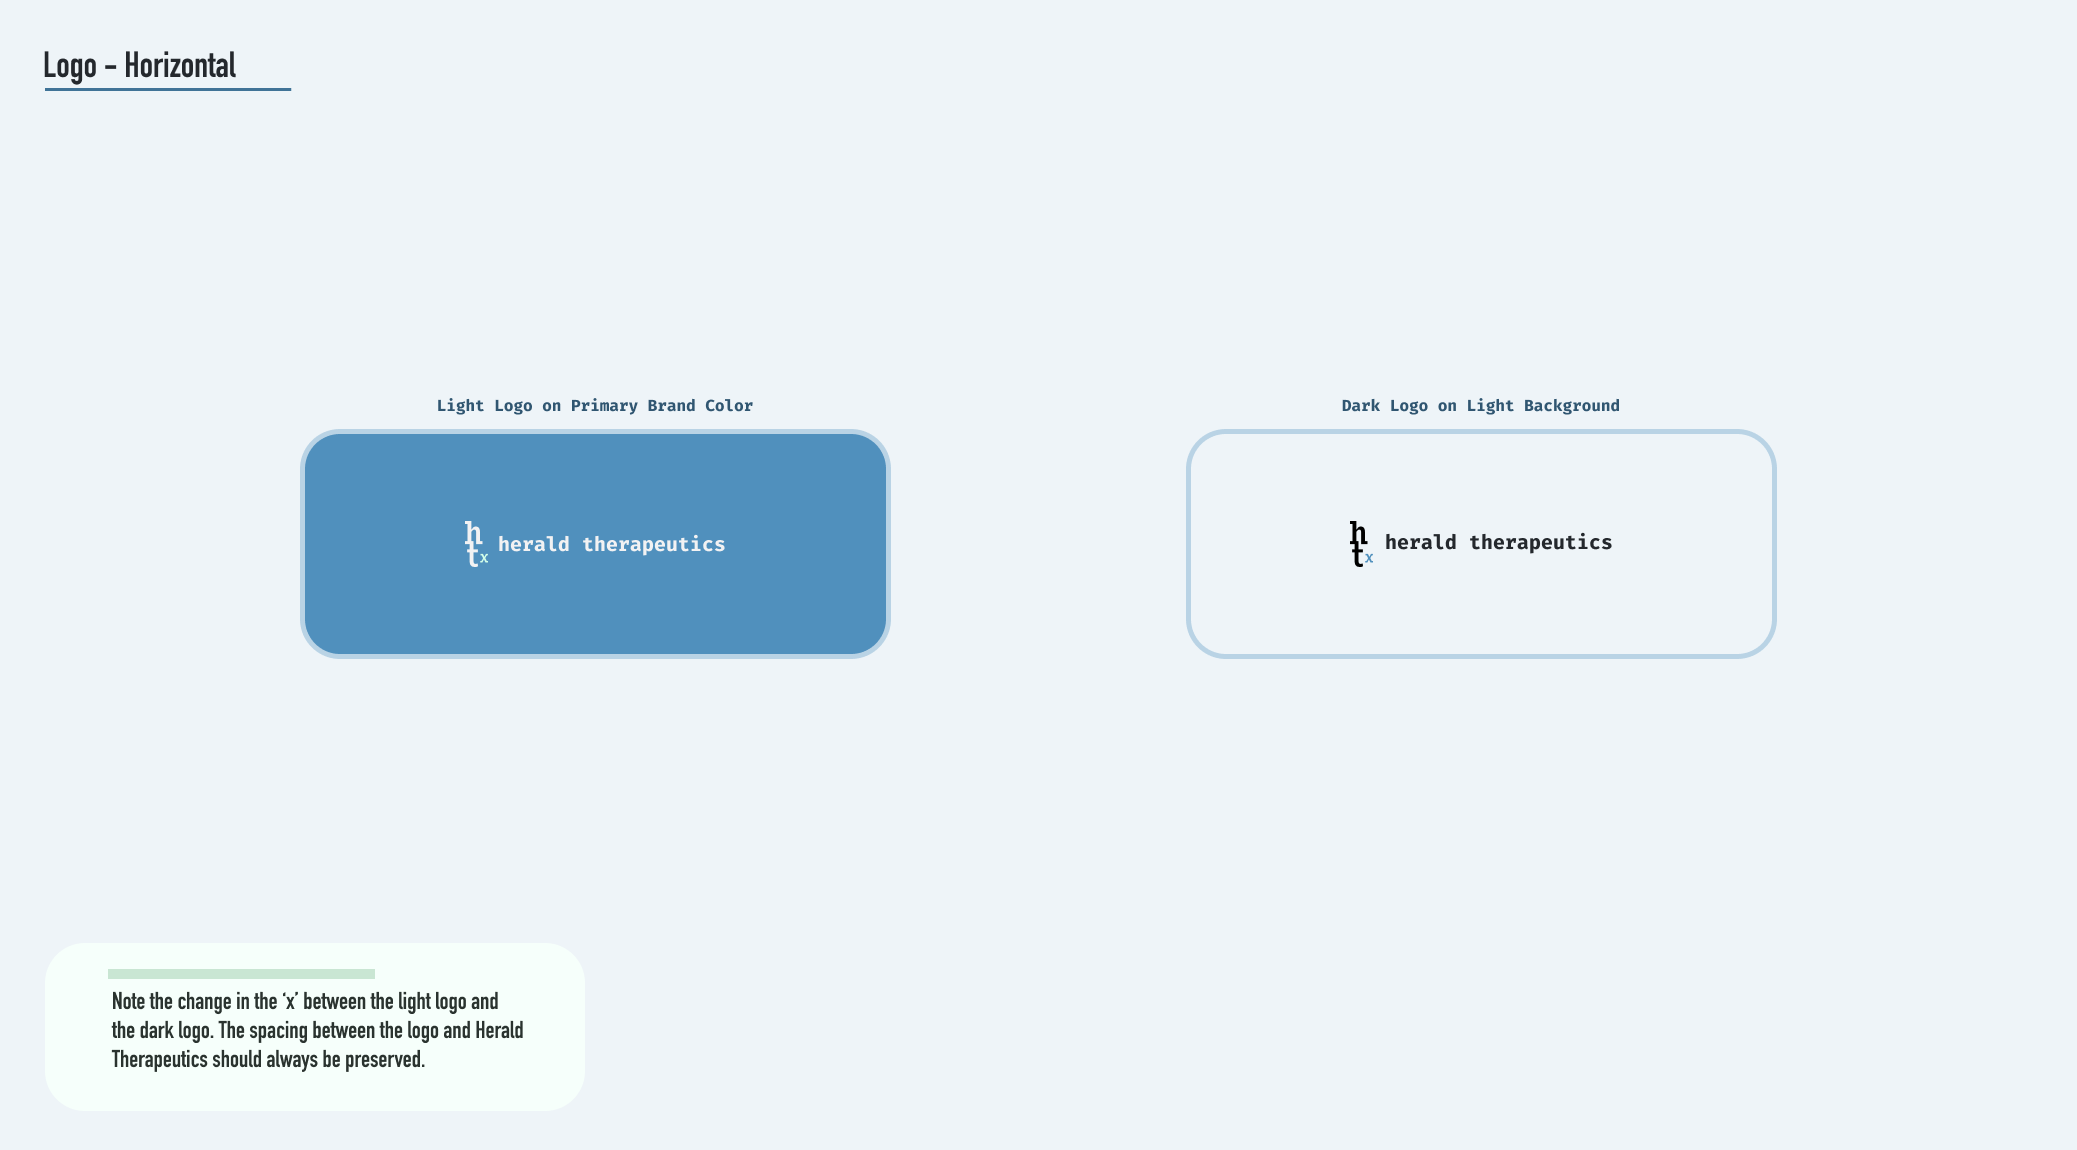 Logo – Horizontal
Light Logo on Primary Brand Color
h
tx herald therapeutics
Dark Logo on Light Background
h
tx herald therapeutics
Note the change in the ‘x’ between the light logo and
the dark logo. The spacing between the logo and Herald
Therapeutics should always be preserved.